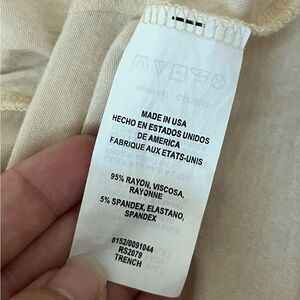 MADE IN USA
HECHO EN ESTADOS UNIDOS
DE AMERICA
FABRIQUE AUX ETATS-UNIS
95% RAYON, VISCOSA,
RAYONNE
5% SPANDEX, ELASTANO,
SPANDEX
8152/0091044
RS2079
TRENCH